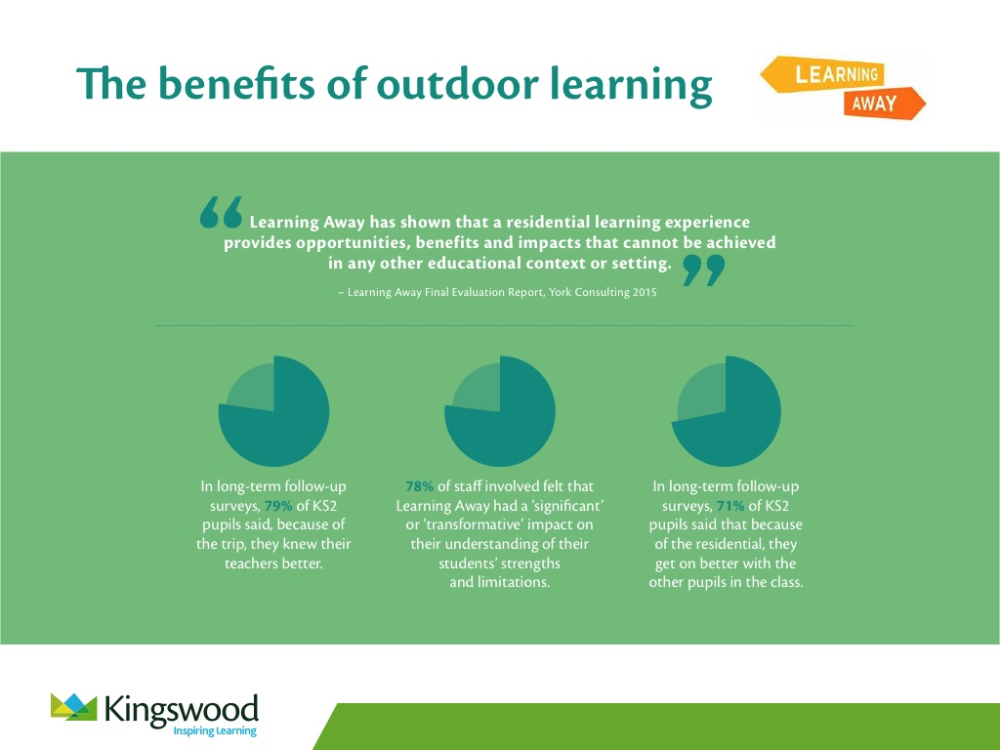 The benefits of outdoor learning
LEARNING
AWAY
“ Learning Away has shown that a residential learning experience
provides opportunities, benefits and impacts that cannot be achieved
in any other educational context or setting. ”
– Learning Away Final Evaluation Report, York Consulting 2015
In long-term follow-up
surveys, 79% of KS2
pupils said, because of
the trip, they knew their
teachers better.
78% of staff involved felt that
Learning Away had a ‘significant’
or ‘transformative’ impact on
their understanding of their
students’ strengths
and limitations.
In long-term follow-up
surveys, 71% of KS2
pupils said that because
of the residential, they
get on better with the
other pupils in the class.
Kingswood
Inspiring Learning